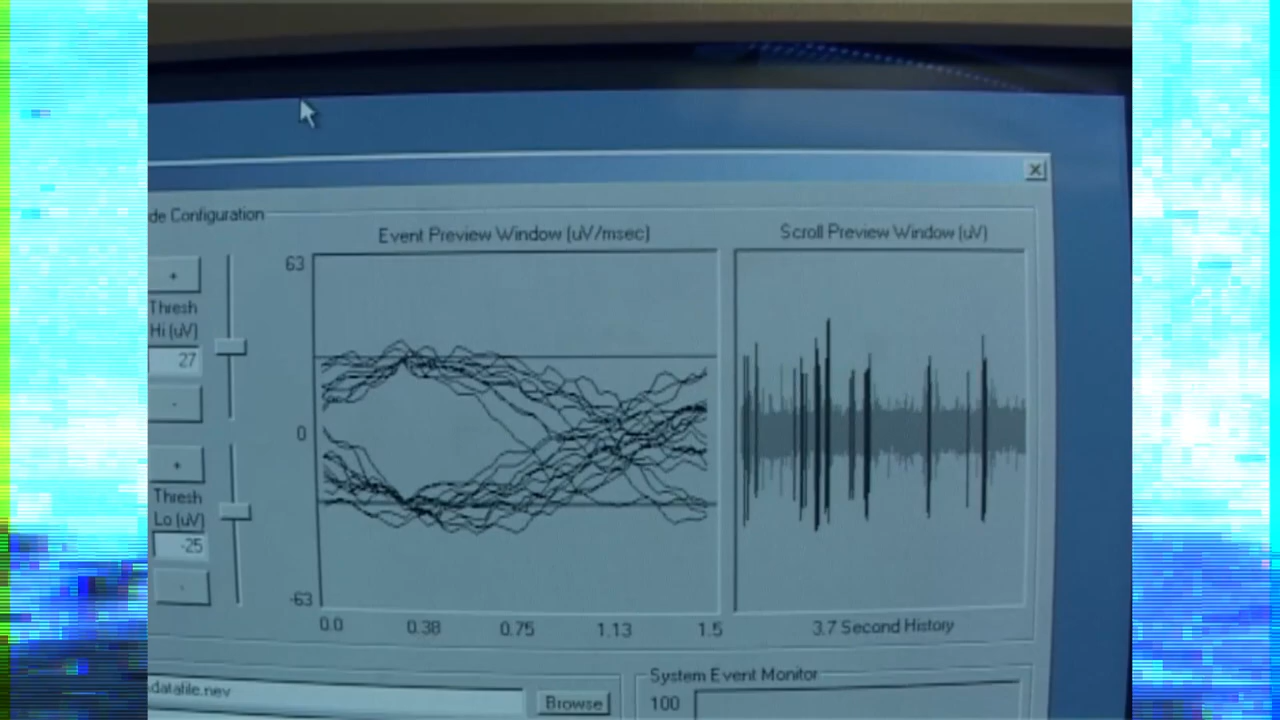 de Configuration
Event Preview Window (uV/msec)
Scroll Preview Window (uV)
63
0
-63
+
Thresh
Hi (uV)
27
-
+
Thresh
Lo (uV)
-25
-
0.0 0.38 0.75 1.13 1.5
3.7 Second History
datafile.nev
Browse
System Event Monitor
100